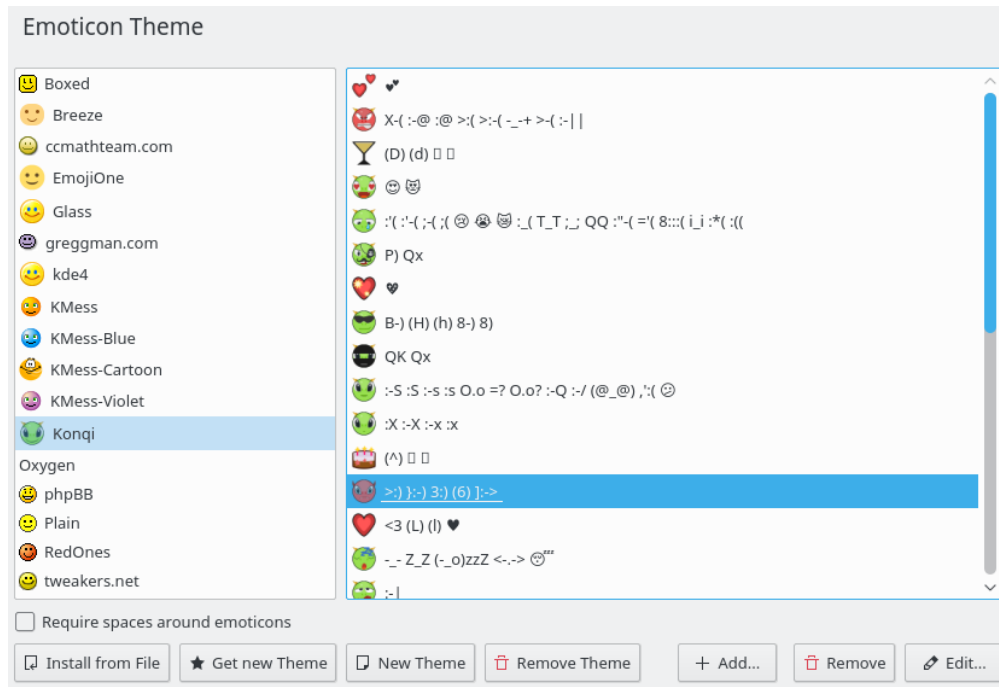 Emoticon Theme
Boxed
Breeze
ccmathteam.com
EmojiOne
Glass
greggman.com
kde4
KMess
KMess-Blue
KMess-Cartoon
KMess-Violet
Konqi
Oxygen
phpBB
Plain
RedOnes
tweakers.net
💕
X-( :-@ :@ >:( >:-( -_-+ >-( :-||
(D) (d) ▯ ▯
😍 😻
:'( :'-( ;-( ;( 😢 😭 😿 :_( T_T ;_; QQ :"-( ='( 8:::( i_i :*( :((
P) Qx
💖
B-) (H) (h) 8-) 8)
QK Qx
:-S :S :-s :s O.o =? O.o? :-Q :-/ (@_@) ,':( 😕
:X :-X :-x :x
(^) ▯ ▯
>:) }:-) 3:) (6) ]:->
<3 (L) (l) ♥
-_- Z_Z (-_o)zzZ <-.-> 😴
:-|
Require spaces around emoticons
Install from File
Get new Theme
New Theme
Remove Theme
Add...
Remove
Edit...